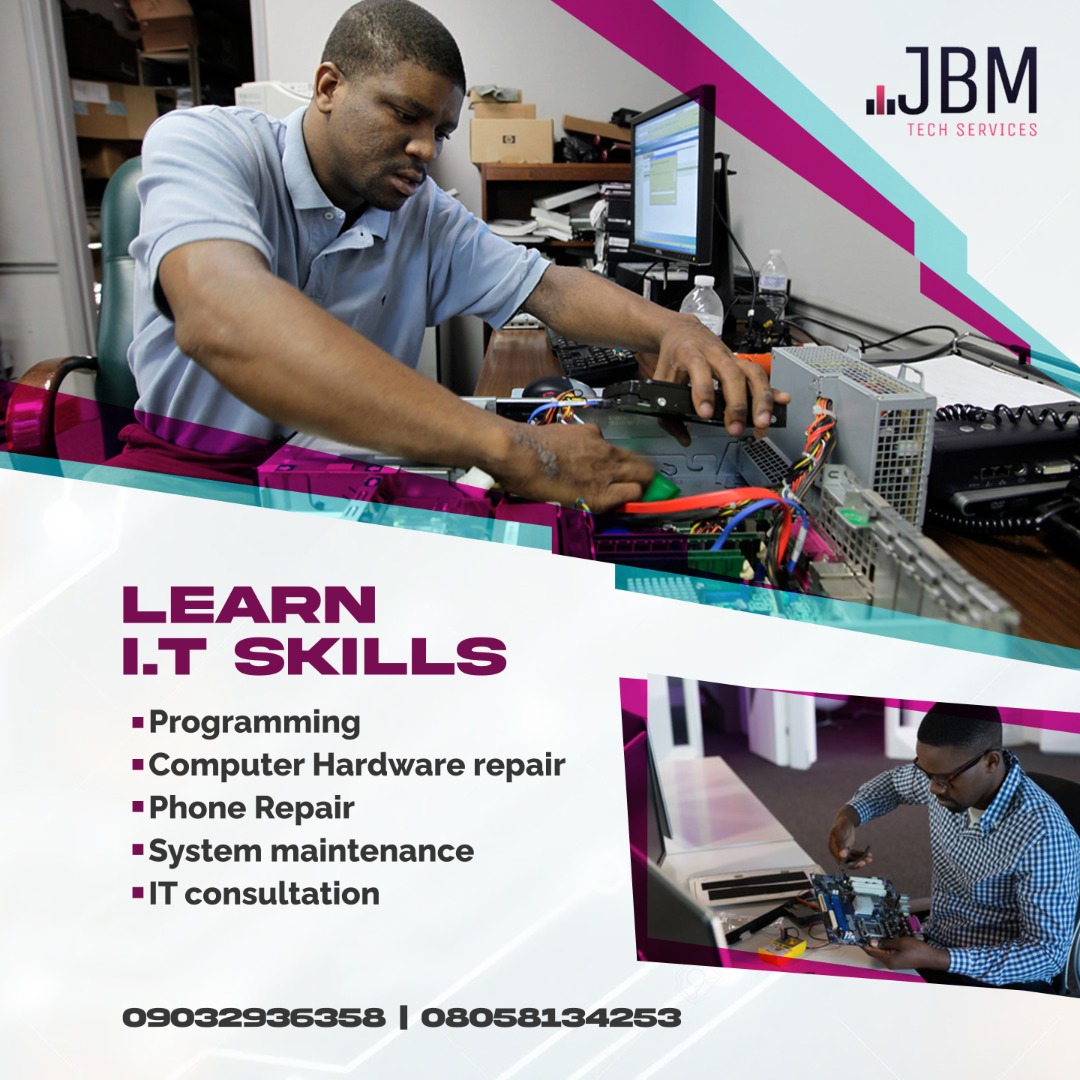 JBM
TECH SERVICES
LEARN
I.T SKILLS
Programming
Computer Hardware repair
Phone Repair
System maintenance
IT consultation
09032936358 | 08058134253